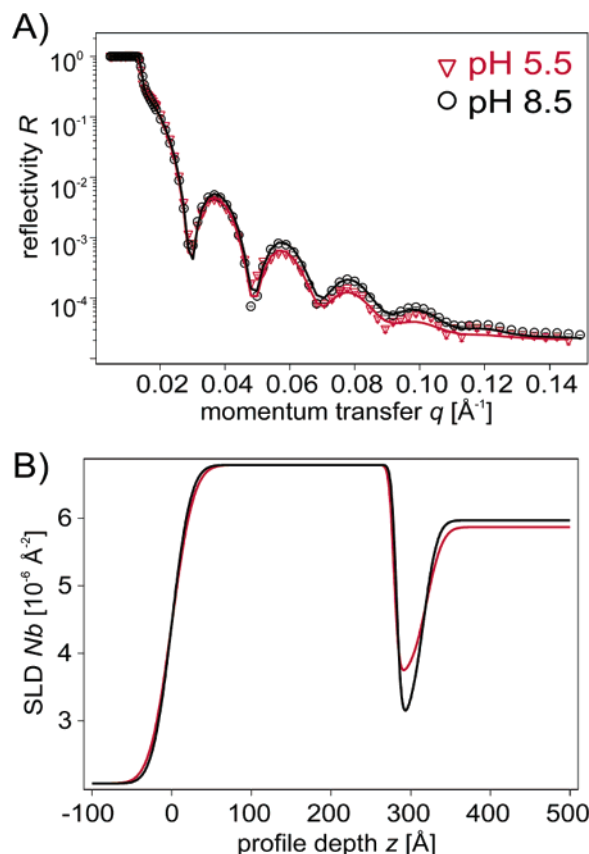 A)
pH 5.5
pH 8.5
reflectivity R
10⁰
10⁻¹
10⁻²
10⁻³
10⁻⁴
0.02 0.04 0.06 0.08 0.10 0.12 0.14
momentum transfer q [Å⁻¹]
B)
SLD Nb [10⁻⁶ Å⁻²]
6
5
4
3
-100 0 100 200 300 400 500
profile depth z [Å]